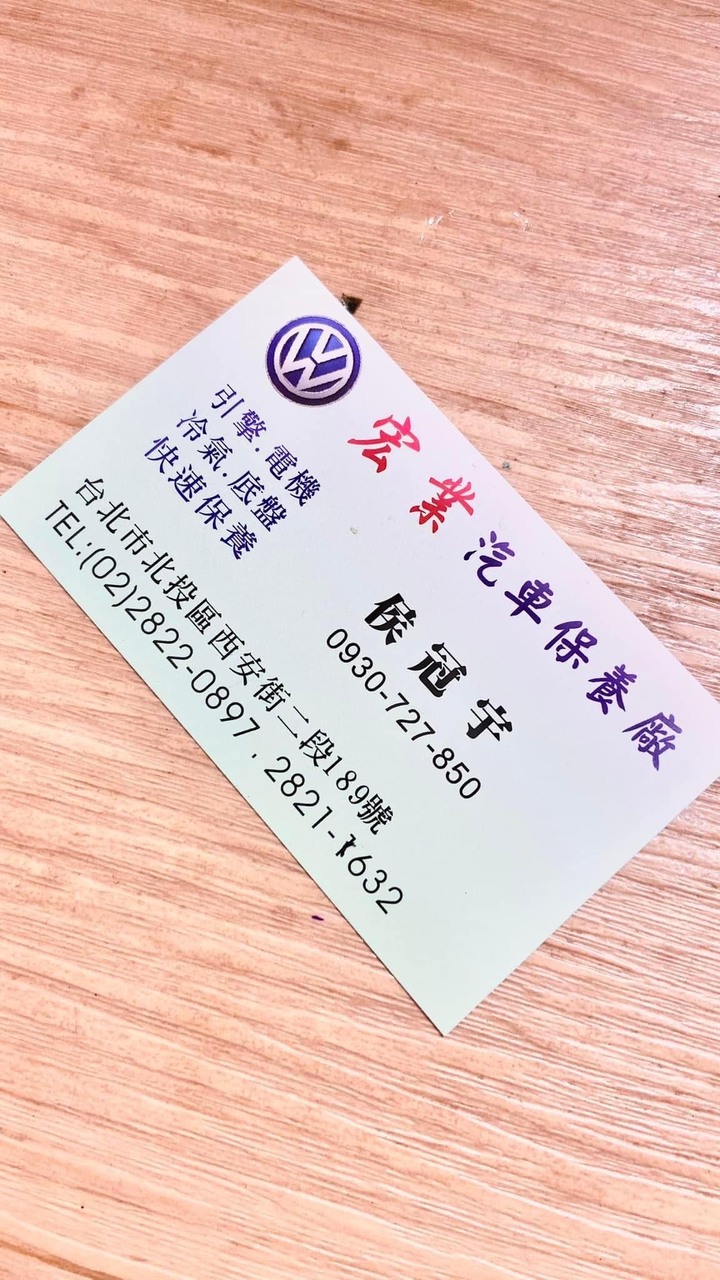 VW
宏業汽車保養廠
引擎.電機
冷氣.底盤
快速保養
侯冠宇
0930-727-850
台北市北投區西安街二段189號
TEL:(02)2822-0897.2821-1632